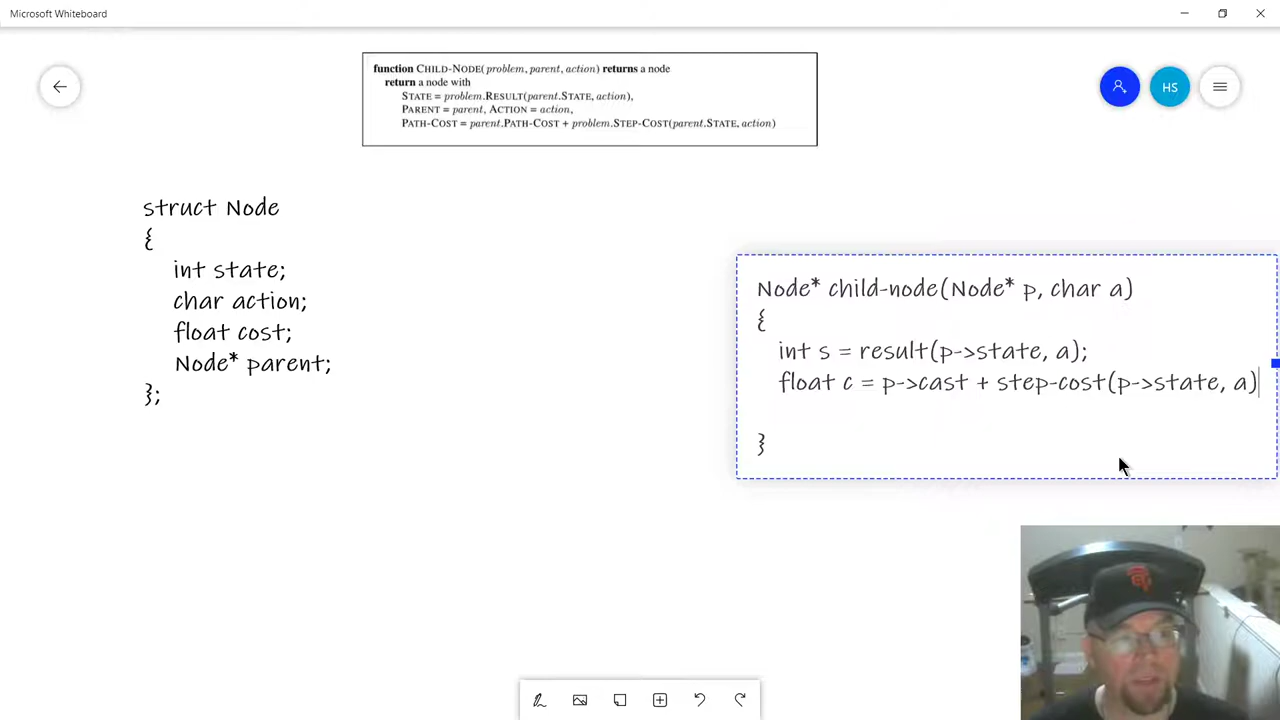 Microsoft Whiteboard
function CHILD-NODE(problem, parent, action) returns a node
return a node with
STATE = problem.RESULT(parent.STATE, action),
PARENT = parent, ACTION = action,
PATH-COST = parent.PATH-COST + problem.STEP-COST(parent.STATE, action)
HS
struct Node
{
int state;
char action;
float cost;
Node* parent;
};
Node* child-node(Node* p, char a)
{
int s = result(p->state, a);
float c = p->cast + step-cost(p->state, a)
}